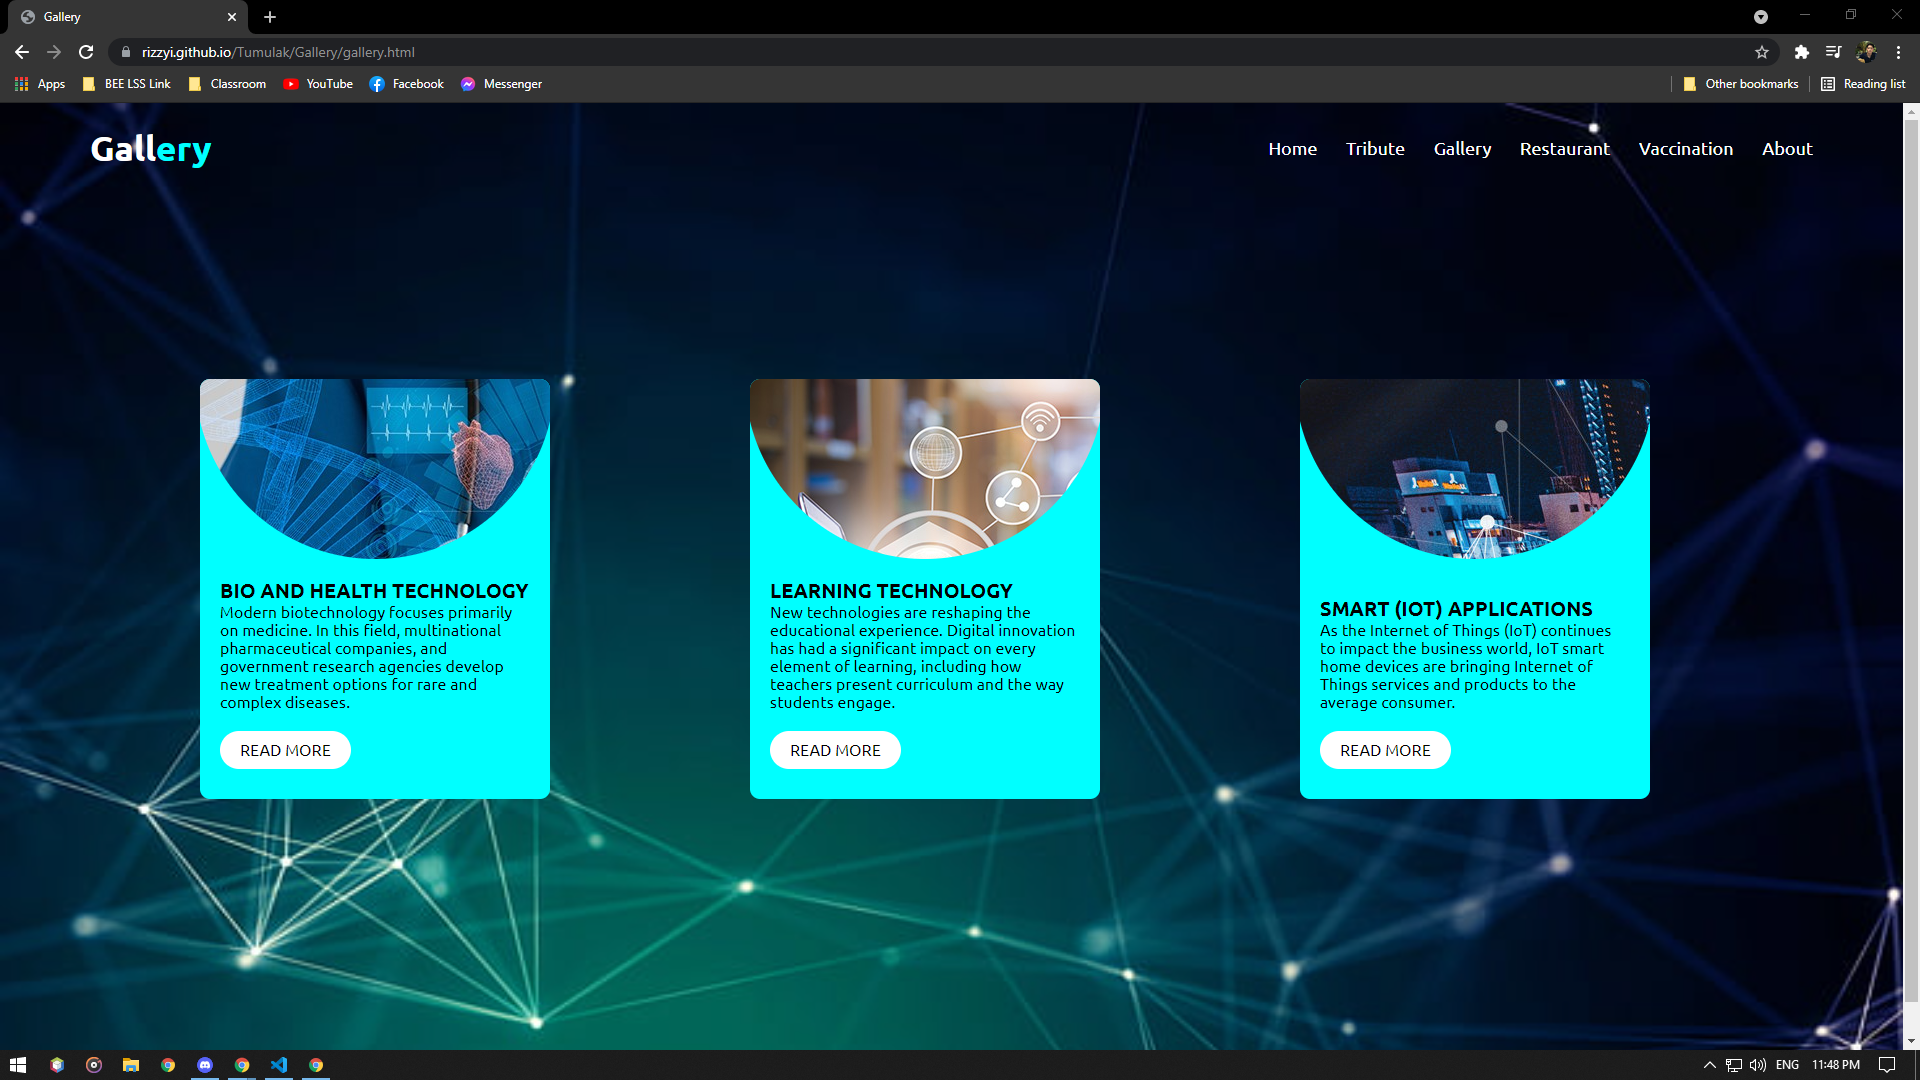 Gallery
rizzyi.github.io/Tumulak/Gallery/gallery.html
Apps BEE LSS Link Classroom YouTube Facebook Messenger Other bookmarks Reading list
Gallery
Home Tribute Gallery Restaurant Vaccination About
BIO AND HEALTH TECHNOLOGY
Modern biotechnology focuses primarily
on medicine. In this field, multinational
pharmaceutical companies, and
government research agencies develop
new treatment options for rare and
complex diseases.
READ MORE
LEARNING TECHNOLOGY
New technologies are reshaping the
educational experience. Digital innovation
has had a significant impact on every
element of learning, including how
teachers present curriculum and the way
students engage.
READ MORE
SMART (IOT) APPLICATIONS
As the Internet of Things (IoT) continues
to impact the business world, IoT smart
home devices are bringing Internet of
Things services and products to the
average consumer.
READ MORE
ENG 11:48 PM